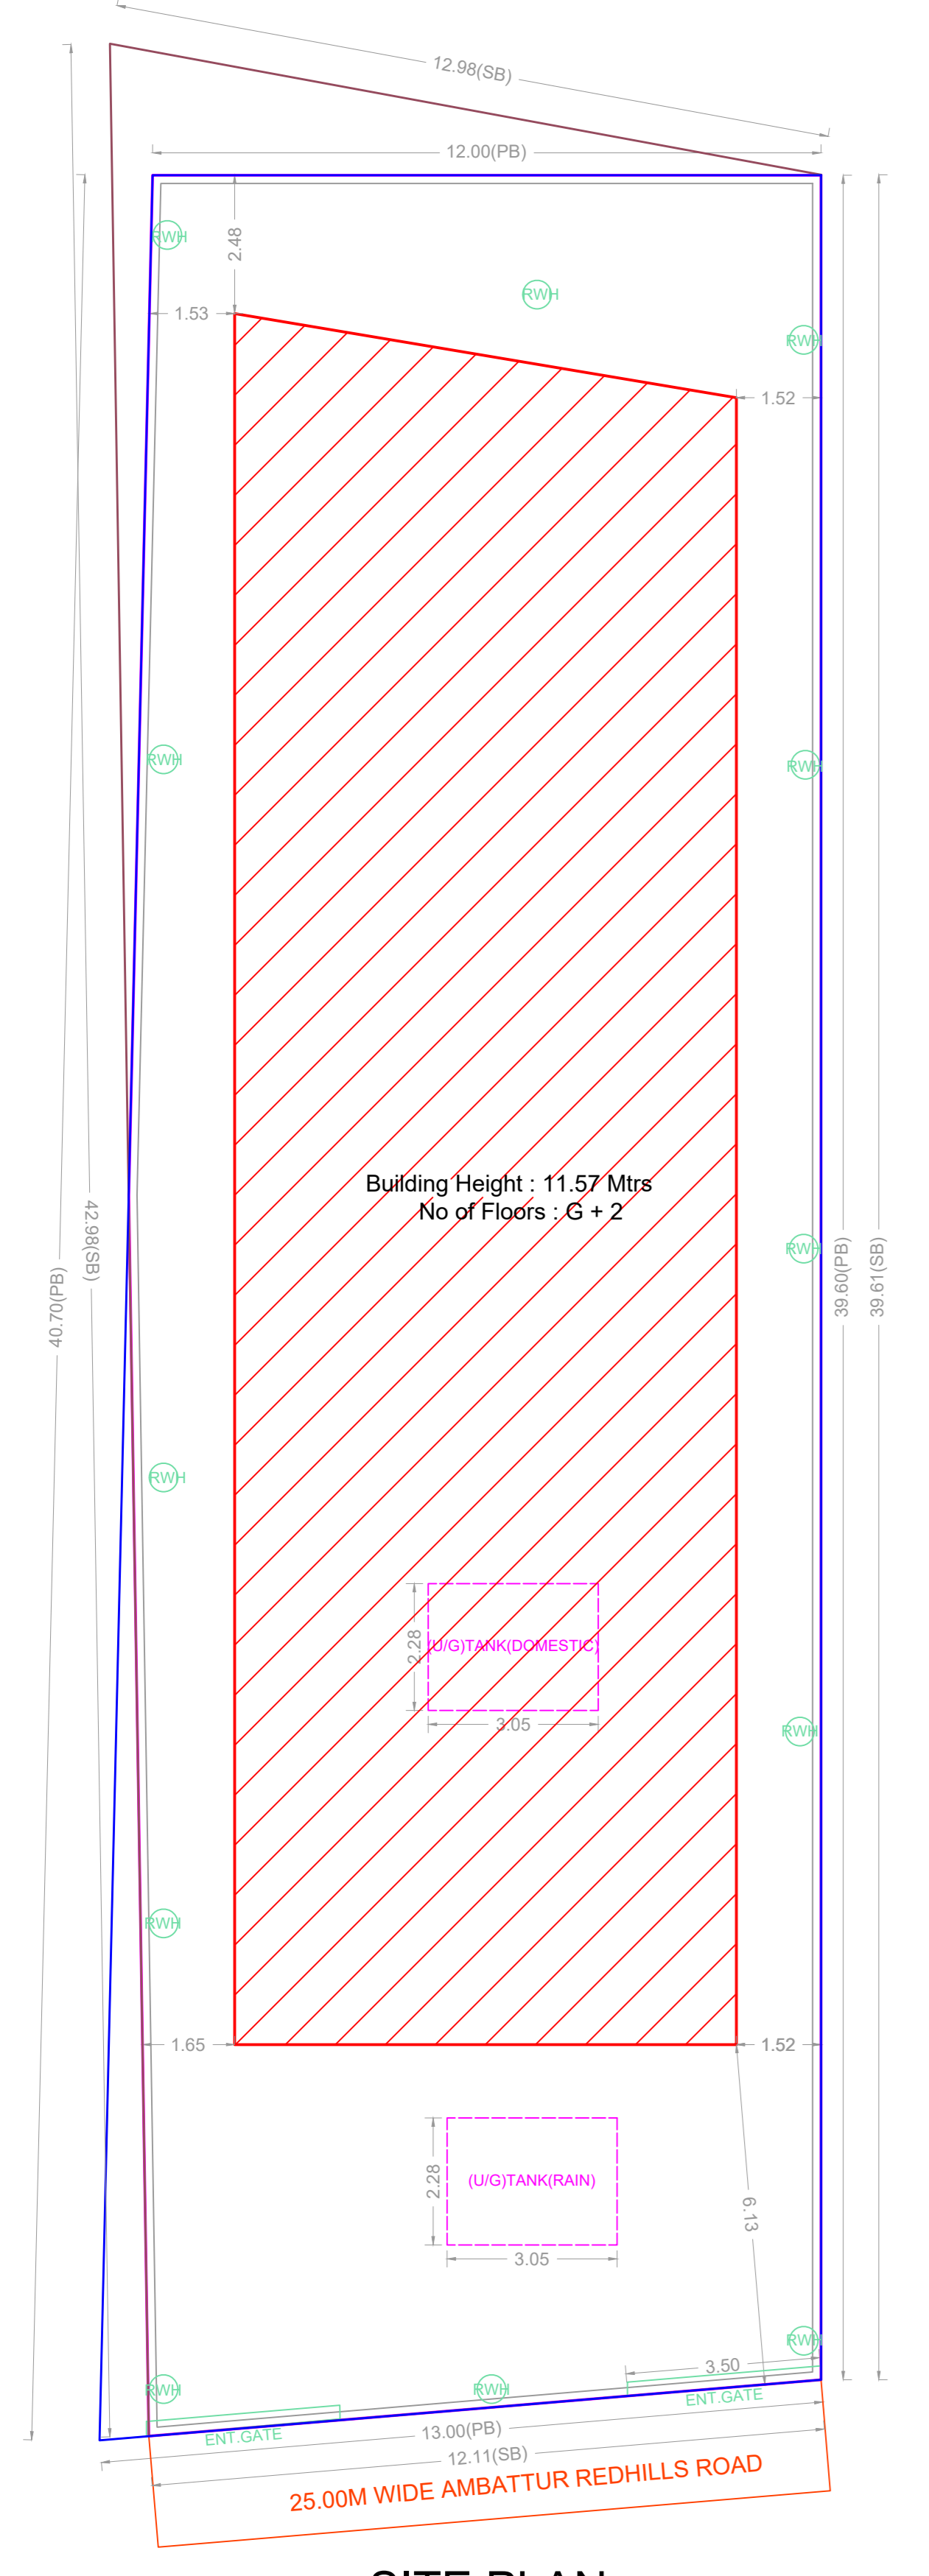 12.98(SB)
12.00(PB)
2.48
RWH
RWH
1.53
RWH
1.52
RWH
RWH
Building Height : 11.57 Mtrs
No of Floors : G + 2
42.98(SB)
40.70(PB)
RWH
39.60(PB)
39.61(SB)
RWH
2.28
(U/G)TANK(DOMESTIC)
3.05
RWH
RWH
1.65
1.52
2.28
(U/G)TANK(RAIN)
6.13
3.05
RWH
3.50
RWH
RWH
ENT.GATE
ENT.GATE
13.00(PB)
12.11(SB)
25.00M WIDE AMBATTUR REDHILLS ROAD
SITE PLAN